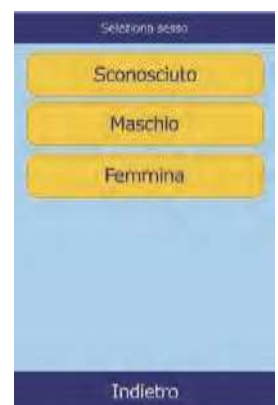 Seleziona sesso
Sconosciuto
Maschio
Femmina
Indietro